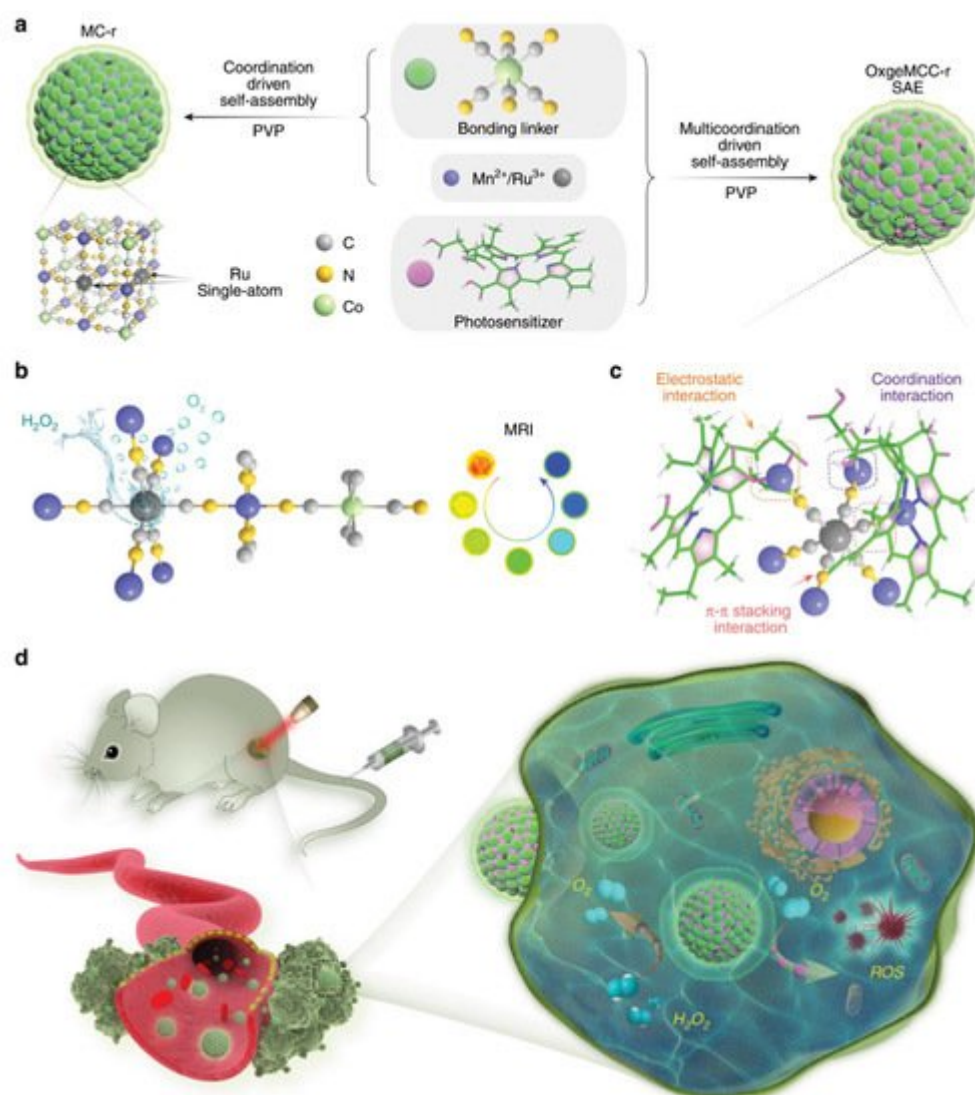 a
MC-r
Coordination
driven
self-assembly
PVP
Bonding linker
Mn²⁺/Ru³⁺
Photosensitizer
C
N
Co
Ru
Single-atom
Multicoordination
driven
self-assembly
PVP
OxgeMCC-r
SAE
b
H₂O₂
O₂
MRI
c
Electrostatic
interaction
Coordination
interaction
π-π stacking
interaction
d
O₂
O₂
H₂O₂
ROS